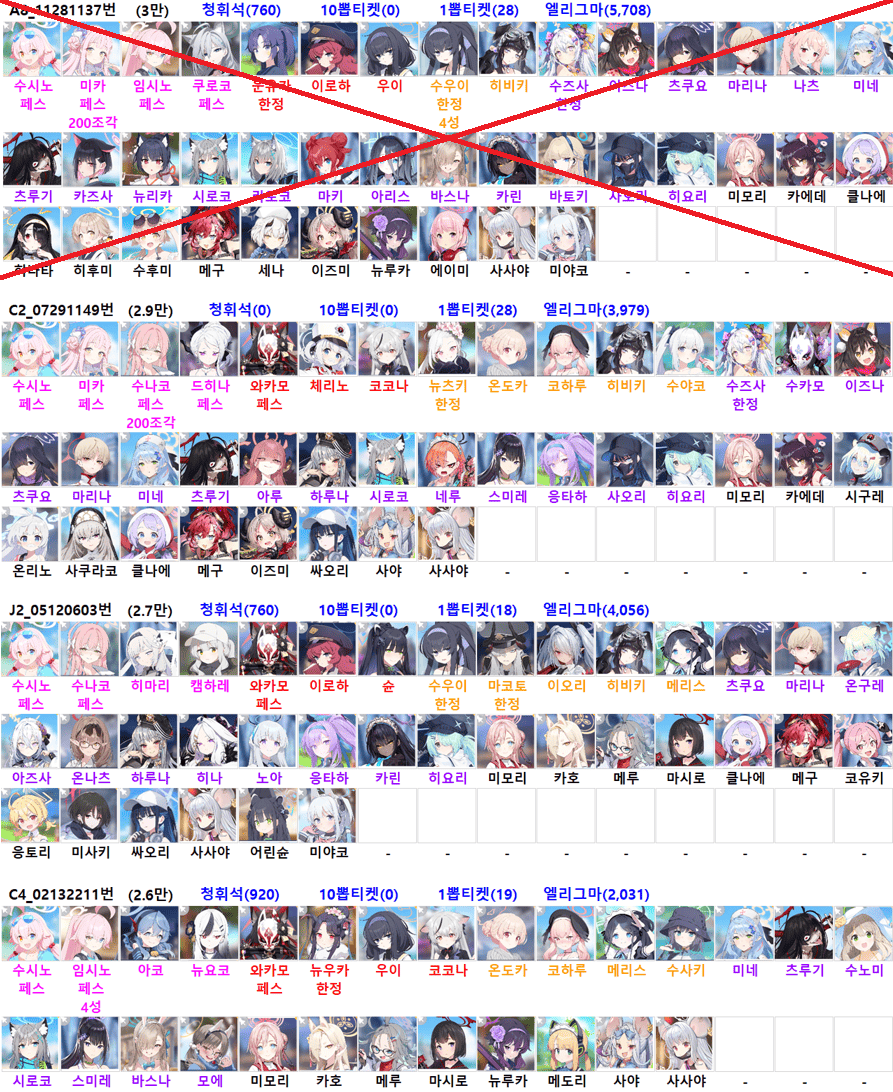 A8_11281137번 (3만) 청휘석(760) 10뽑티켓(0) 1뽑티켓(28) 엘리그마(5,708)
수시노 미카 임시노 쿠로코 운유카 이로하 우이 수우이 히비키 수즈사 이즈나 츠쿠요 마리나 나츠 미네
페스 페스 페스 페스 한정 한정 한정
200조각 4성
츠루기 카즈사 뉴리카 시로코 라로코 마키 아리스 바스나 카린 바토키 사오리 히요리 미모리 카에데 클나에
하나타 히후미 수후미 메구 세나 이즈미 뉴루카 에이미 사사야 미야코 - - - - -
C2_07291149번 (2.9만) 청휘석(0) 10뽑티켓(0) 1뽑티켓(28) 엘리그마(3,979)
수시노 미카 수나코 드히나 와카모 체리노 코코나 뉴츠키 온도카 코하루 히비키 수야코 수즈사 수카모 이즈나
페스 페스 페스 페스 페스 한정 한정
200조각
츠쿠요 마리나 미네 츠루기 아루 하루나 시로코 네루 스미레 응타하 사오리 히요리 미모리 카에데 시구레
온리노 사쿠라코 클나에 메구 이즈미 싸오리 사야 사사야 - - - - - - -
J2_05120603번 (2.7만) 청휘석(760) 10뽑티켓(0) 1뽑티켓(18) 엘리그마(4,056)
수시노 수나코 히마리 캠하레 와카모 이로하 슌 수우이 마코토 이오리 히비키 메리스 츠쿠요 마리나 온구레
페스 페스 페스 한정 한정
아즈사 온나츠 하루나 히나 노아 응타하 카린 히요리 미모리 카호 메루 마시로 클나에 메구 코유키
응토리 미사키 싸오리 사사야 어린슌 미야코 - - - - - - - - -
C4_02132211번 (2.6만) 청휘석(920) 10뽑티켓(0) 1뽑티켓(19) 엘리그마(2,031)
수시노 임시노 아코 뉴요코 와카모 뉴우카 우이 코코나 온도카 코하루 메리스 수사키 미네 츠루기 수노미
페스 페스 페스 한정
4성
시로코 스미레 바스나 모에 미모리 카호 메루 마시로 뉴루카 메도리 사야 사사야 - - -